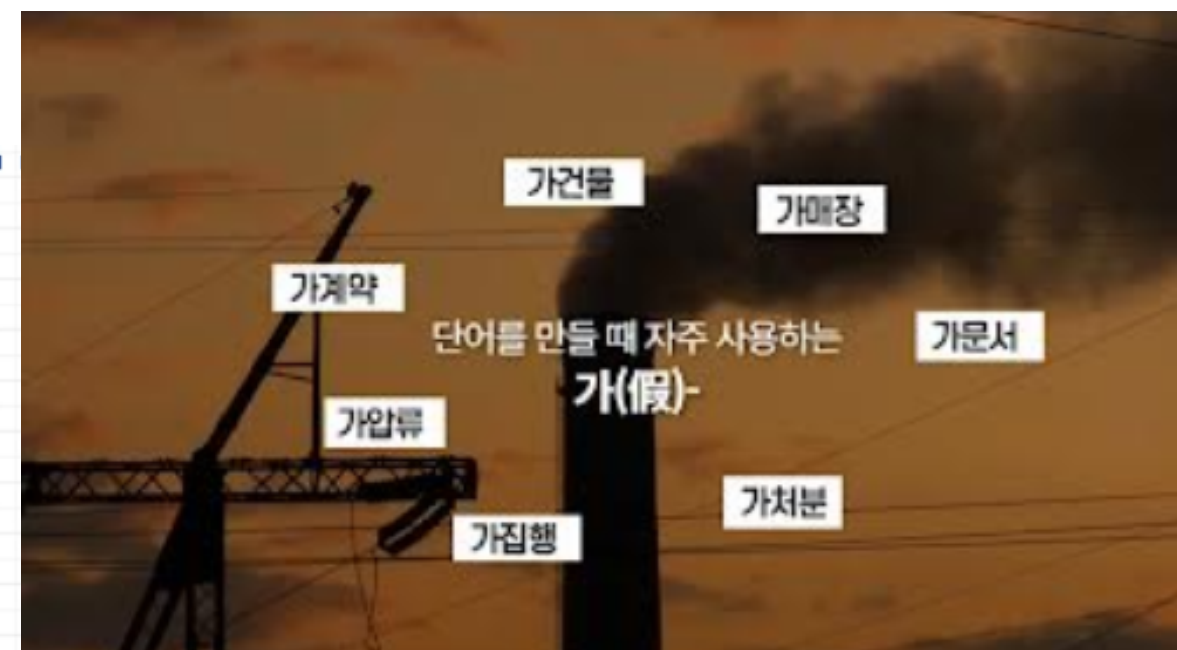 가건물
가매장
가계약
단어를 만들 때 자주 사용하는
가문서
가(假)-
가압류
가처분
가집행